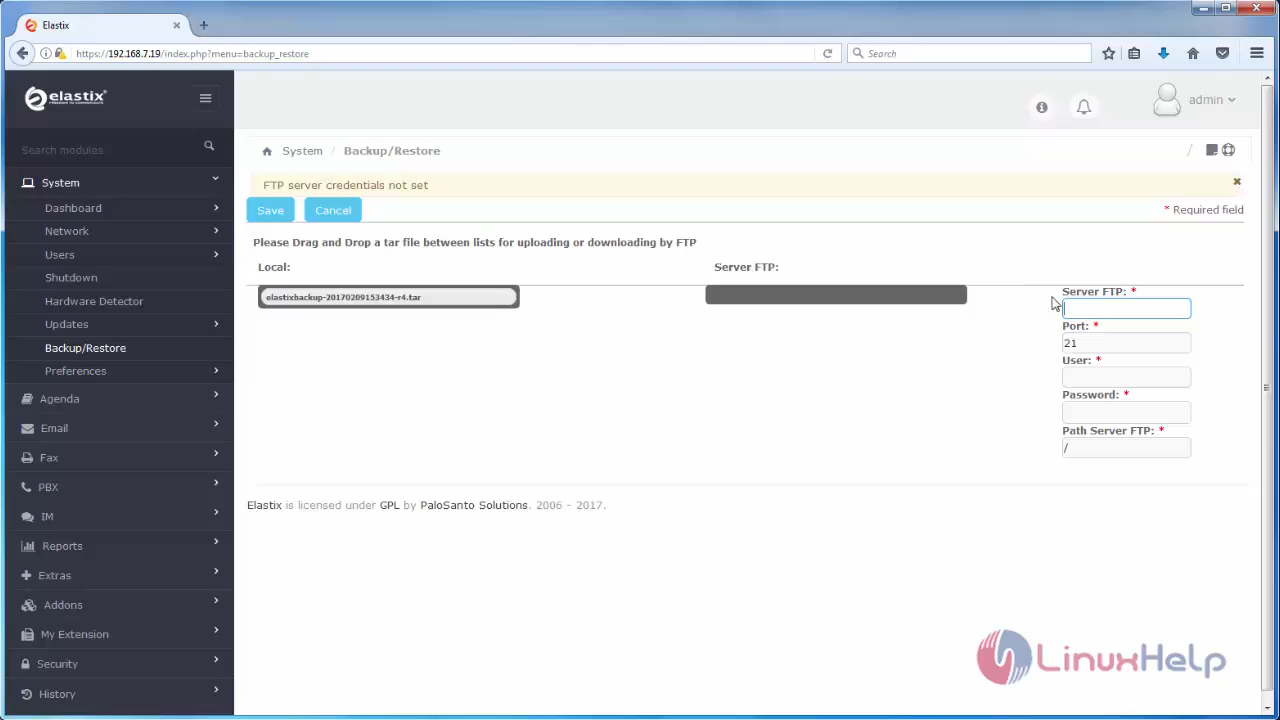 Elastix
https://192.168.7.19/index.php?menu=backup_restore
Search
elastix
FREEDOM TO COMMUNICATE
admin
Search modules
System / Backup/Restore /
FTP server credentials not set
Save Cancel * Required field
Please Drag and Drop a tar file between lists for uploading or downloading by FTP
Local: Server FTP:
elastixbackup-20170209153434-r4.tar
Server FTP: *
Port: *
21
User: *
Password: *
Path Server FTP: *
/
System
Dashboard
Network
Users
Shutdown
Hardware Detector
Updates
Backup/Restore
Preferences
Agenda
Email
Fax
PBX
IM
Reports
Extras
Addons
My Extension
Security
History
Elastix is licensed under GPL by PaloSanto Solutions. 2006 - 2017.
LinuxHelp